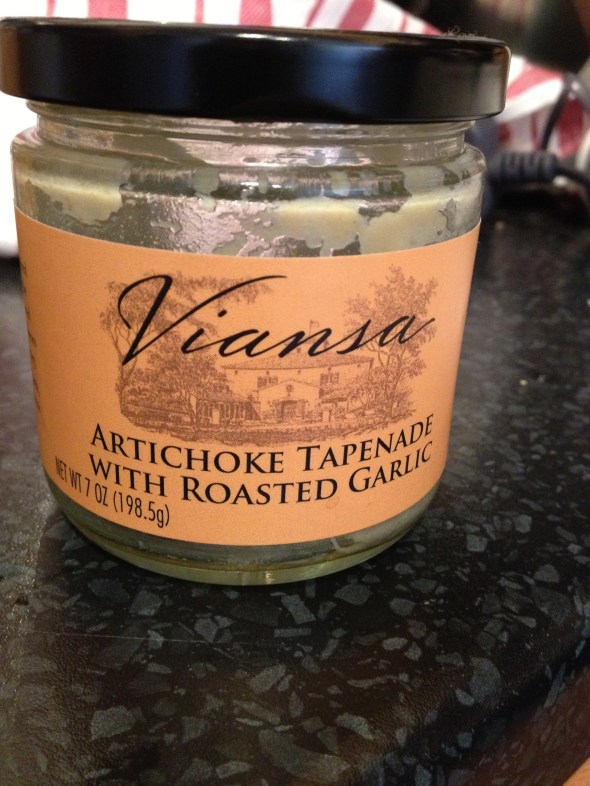 Viansa
ARTICHOKE TAPENADE
WITH ROASTED GARLIC
NET WT 7 OZ (198.5g)